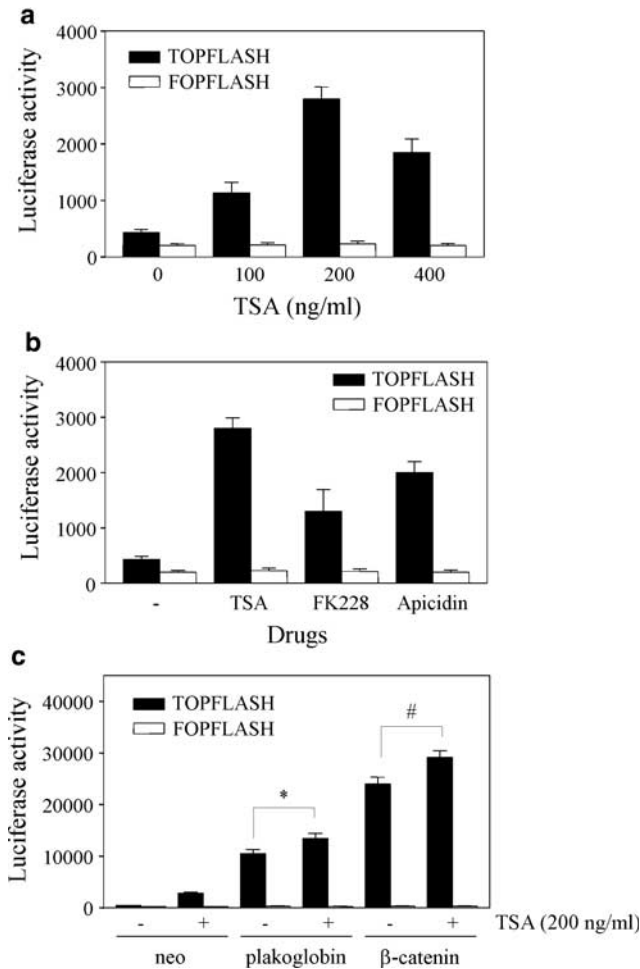 a
4000
TOPFLASH
FOPFLASH
3000
2000
1000
0
Luciferase activity
0 100 200 400
TSA (ng/ml)
b
4000
TOPFLASH
FOPFLASH
3000
2000
1000
0
Luciferase activity
- TSA FK228 Apicidin
Drugs
c
40000
TOPFLASH
FOPFLASH
#
30000
*
20000
10000
0
Luciferase activity
- + - + - + TSA (200 ng/ml)
neo plakoglobin β-catenin